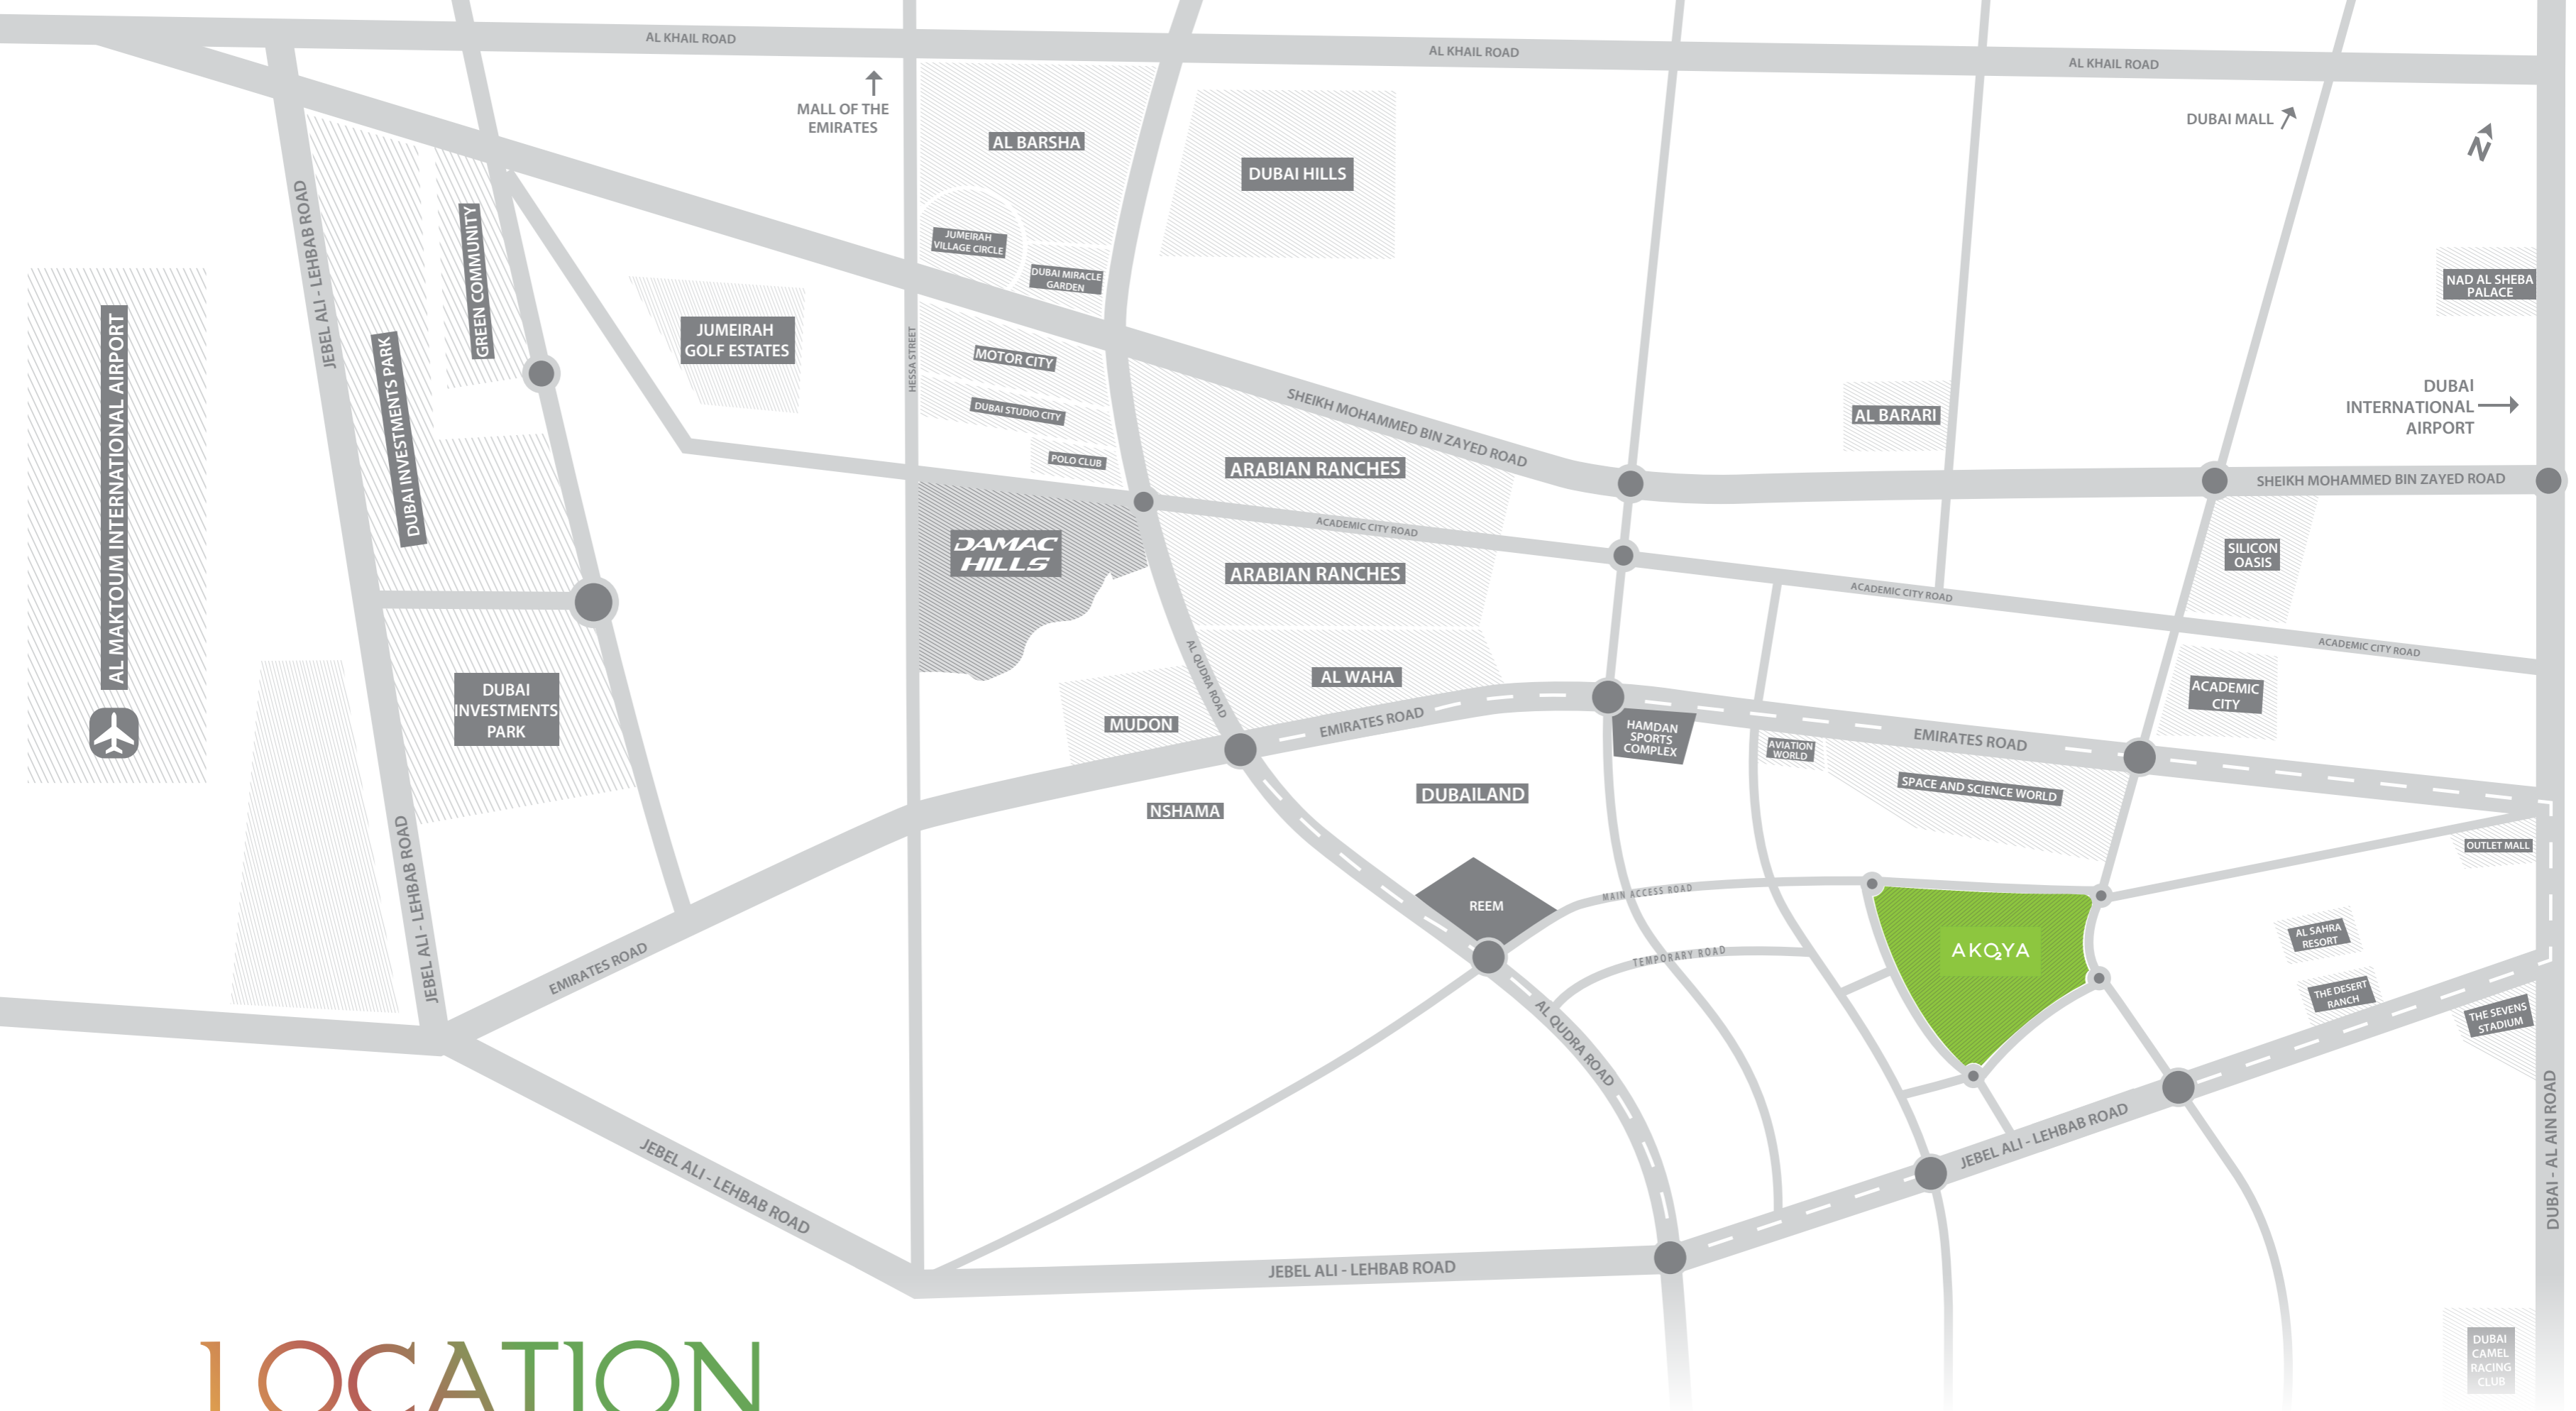 AL KHAIL ROAD
AL KHAIL ROAD
AL KHAIL ROAD
MALL OF THE
EMIRATES
DUBAI MALL
N
AL BARSHA
DUBAI HILLS
JEBEL ALI - LEHBAB ROAD
GREEN COMMUNITY
JUMEIRAH
VILLAGE CIRCLE
DUBAI MIRACLE
GARDEN
NAD AL SHEBA
PALACE
AL MAKTOUM INTERNATIONAL AIRPORT
DUBAI INVESTMENTS PARK
JUMEIRAH
GOLF ESTATES
HESSA STREET
MOTOR CITY
DUBAI STUDIO CITY
POLO CLUB
SHEIKH MOHAMMED BIN ZAYED ROAD
AL BARARI
DUBAI
INTERNATIONAL
AIRPORT
ARABIAN RANCHES
SHEIKH MOHAMMED BIN ZAYED ROAD
ACADEMIC CITY ROAD
DAMAC
HILLS
ARABIAN RANCHES
SILICON
OASIS
ACADEMIC CITY ROAD
ACADEMIC CITY ROAD
AL QUDRA ROAD
AL WAHA
DUBAI
INVESTMENTS
PARK
MUDON
EMIRATES ROAD
HAMDAN
SPORTS
COMPLEX
AVIATION
WORLD
EMIRATES ROAD
ACADEMIC
CITY
SPACE AND SCIENCE WORLD
NSHAMA
DUBAILAND
OUTLET MALL
JEBEL ALI - LEHBAB ROAD
REEM
MAIN ACCESS ROAD
TEMPORARY ROAD
AKO2YA
AL SAHRA
RESORT
THE DESERT
RANCH
THE SEVENS
STADIUM
EMIRATES ROAD
AL QUDRA ROAD
JEBEL ALI - LEHBAB ROAD
JEBEL ALI - LEHBAB ROAD
DUBAI - AL AIN ROAD
JEBEL ALI - LEHBAB ROAD
DUBAI
CAMEL
RACING
CLUB
LOCATION